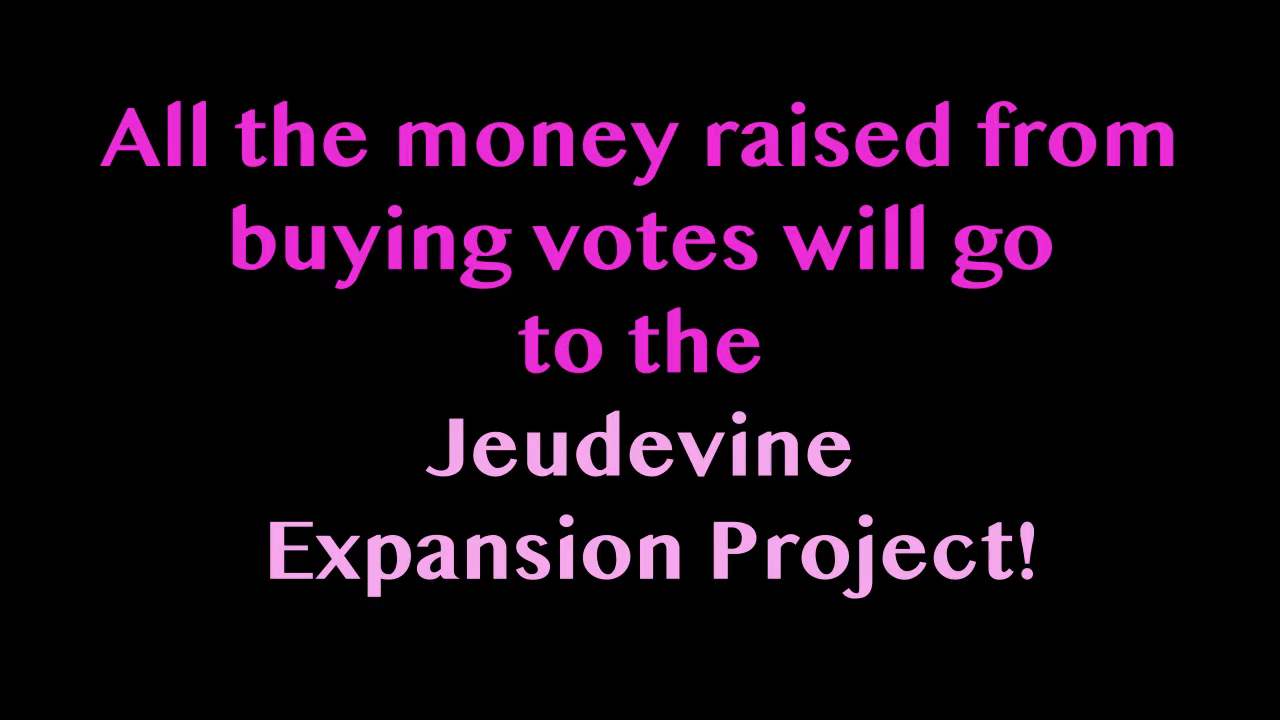 All the money raised from
buying votes will go
to the
Jeudevine
Expansion Project!